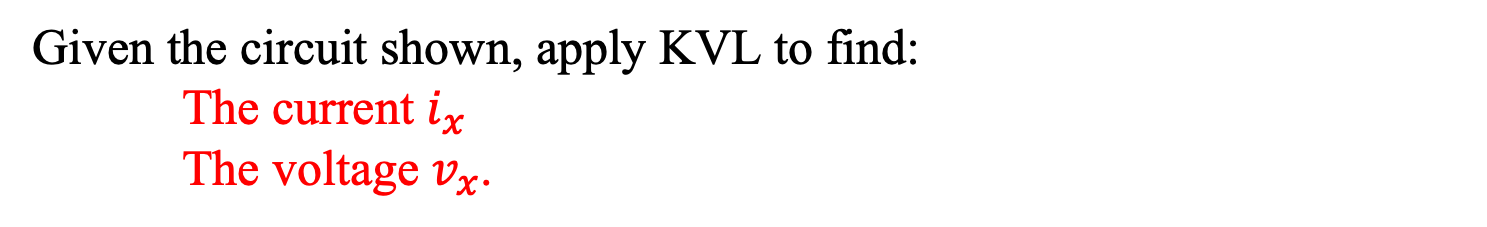 Given the circuit shown, apply KVL to find:
The current iₓ
The voltage vₓ.